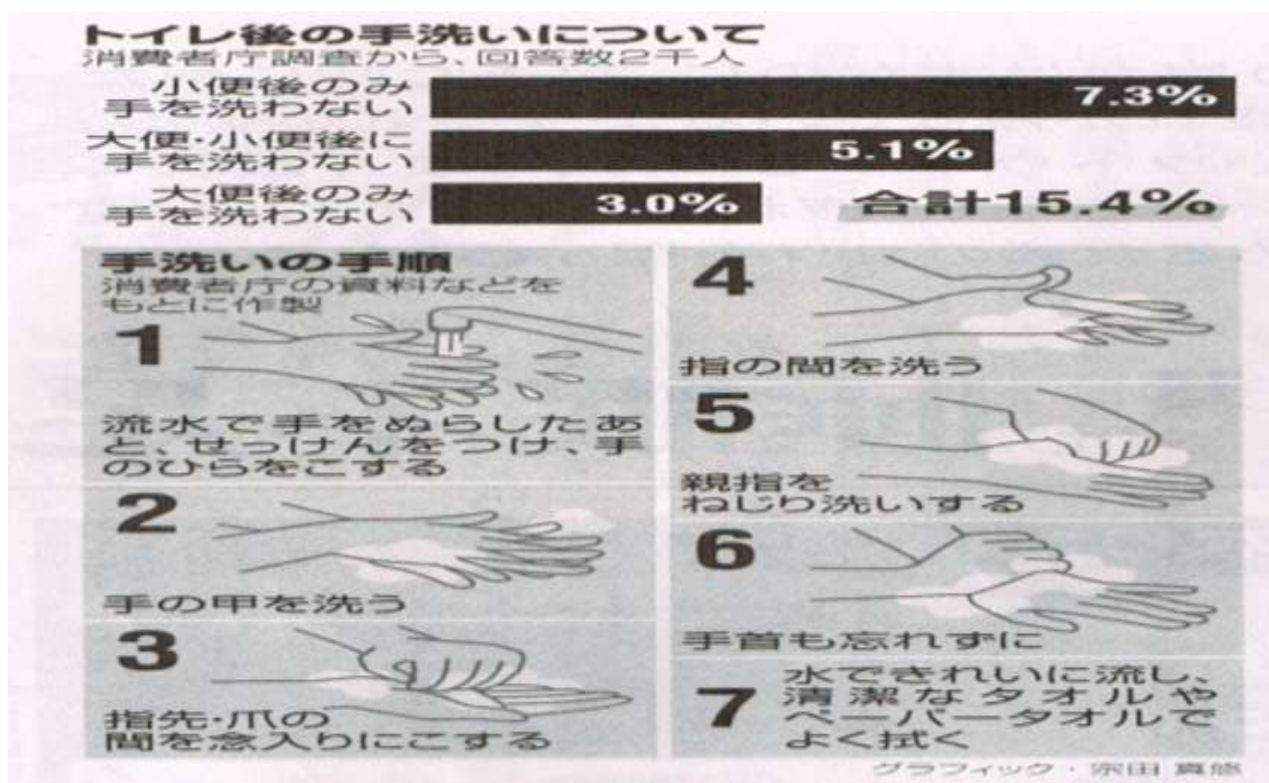 トイレ後の手洗いについて
消費者庁調査から、回答数2千人
小便後のみ
手を洗わない
7.3%
大便・小便後に
手を洗わない
5.1%
大便後のみ
手を洗わない
3.0%
合計15.4%
手洗いの手順
消費者庁の資料などを
もとに作製
1
流水で手をぬらしたあ
と、せっけんをつけ、手
のひらをこする
2
手の甲を洗う
3
指先・爪の
間を念入りにこする
4
指の間を洗う
5
親指を
ねじり洗いする
6
手首も忘れずに
7
水できれいに流し、
清潔なタオルや
ペーパータオルで
よく拭く
グラフィック・宗田 真悠